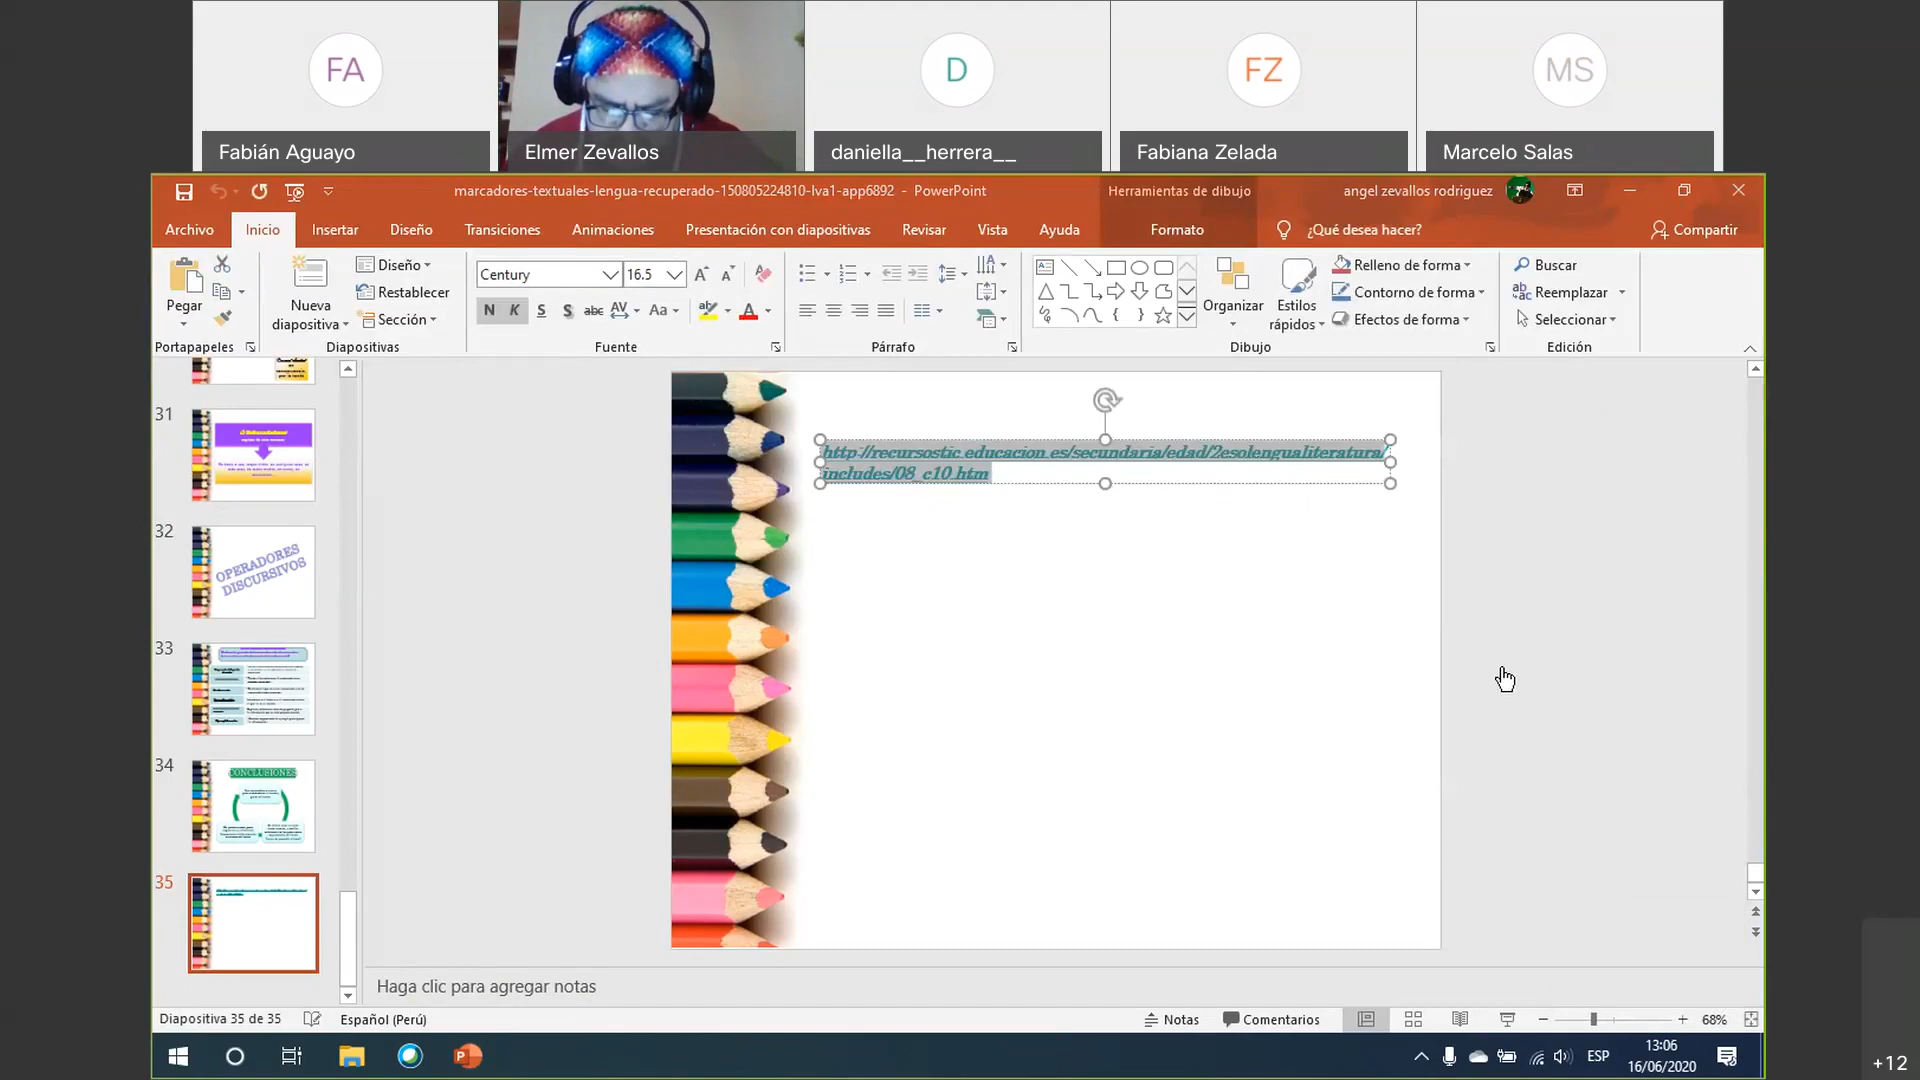 FA
D
FZ
MS
Fabián Aguayo
Elmer Zevallos
daniella__herrera__
Fabiana Zelada
Marcelo Salas
marcadores-textuales-lengua-recuperado-150805224810-lva1-app6892 - PowerPoint
Herramientas de dibujo
angel zevallos rodriguez
Archivo
Inicio
Insertar
Diseño
Transiciones
Animaciones
Presentación con diapositivas
Revisar
Vista
Ayuda
Formato
¿Qué desea hacer?
Compartir
Pegar
Nueva
diapositiva
Diseño
Restablecer
Sección
Century
16.5
N K S S abc AV Aa A
Organizar
Estilos
rápidos
Relleno de forma
Contorno de forma
Efectos de forma
Buscar
Reemplazar
Seleccionar
Portapapeles
Diapositivas
Fuente
Párrafo
Dibujo
Edición
31
32
OPERADORES
DISCURSIVOS
33
34
CONCLUSIONES
35
http://recursostic.educacion.es/secundaria/edad/2esolengualiteratura/
includes/08_c10.htm
Haga clic para agregar notas
Diapositiva 35 de 35
Español (Perú)
Notas
Comentarios
68%
ESP
13:06
16/06/2020
+12